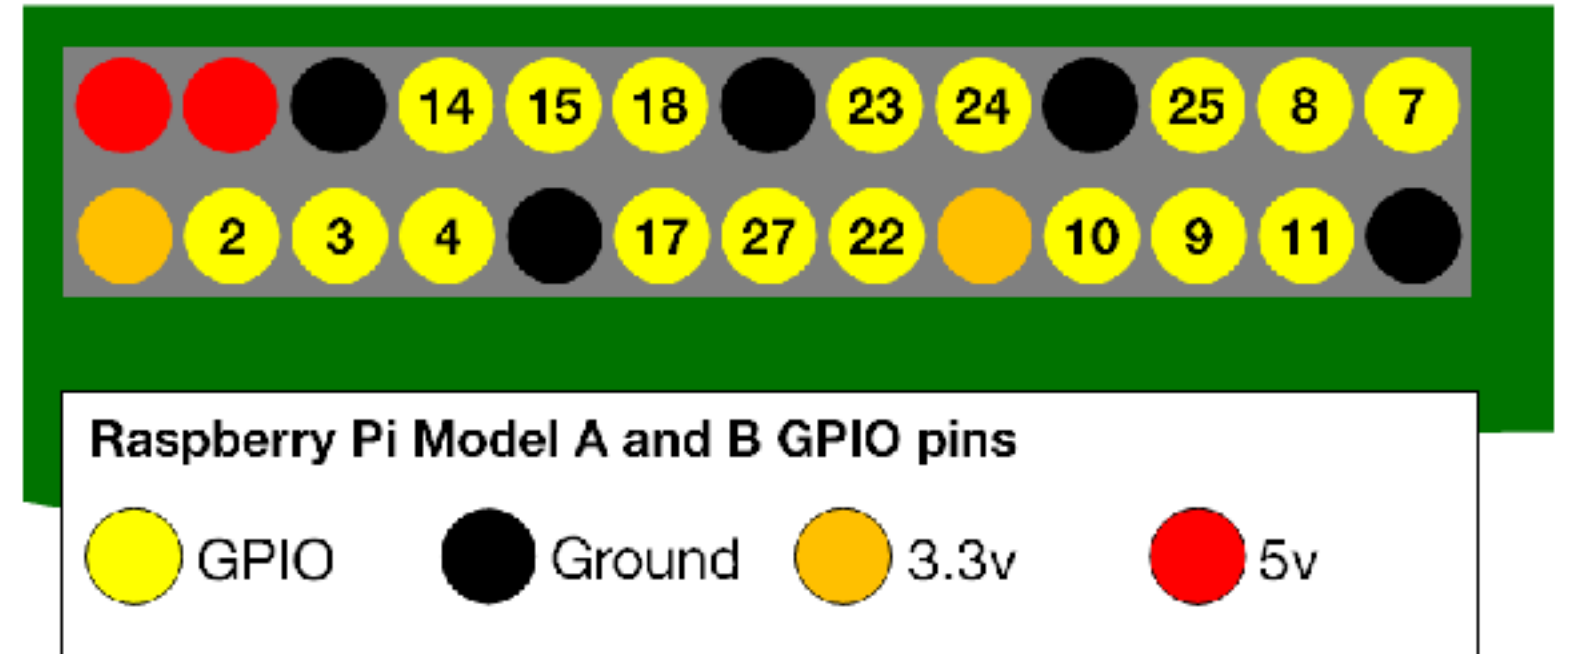 14 15 18 23 24 25 8 7
2 3 4 17 27 22 10 9 11
Raspberry Pi Model A and B GPIO pins
GPIO Ground 3.3v 5v